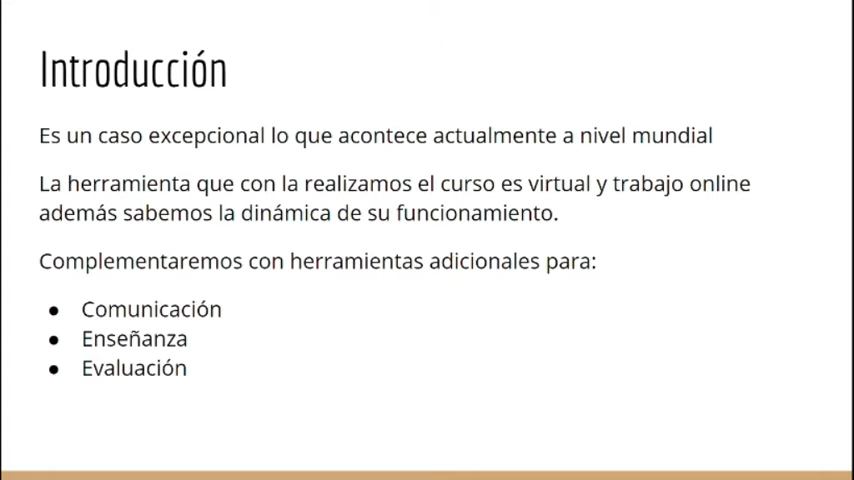 Introducción
Es un caso excepcional lo que acontece actualmente a nivel mundial
La herramienta que con la realizamos el curso es virtual y trabajo online
además sabemos la dinámica de su funcionamiento.
Complementaremos con herramientas adicionales para:
● Comunicación
● Enseñanza
● Evaluación